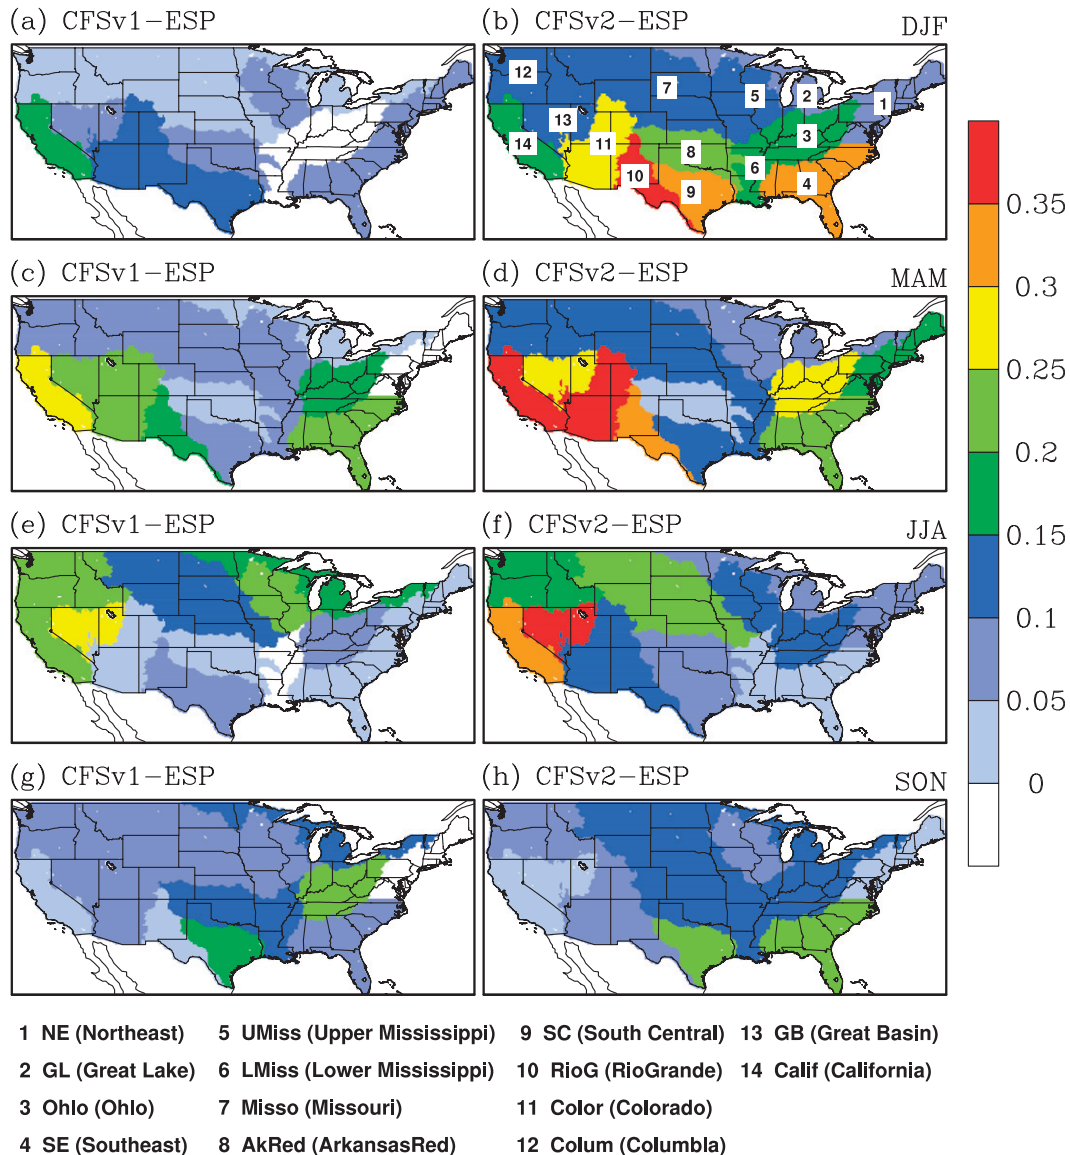 (a) CFSv1-ESP
(b) CFSv2-ESP DJF
12
7
5
2
1
13
3
14
11
8
6
10
9
4
(c) CFSv1-ESP
(d) CFSv2-ESP MAM
(e) CFSv1-ESP
(f) CFSv2-ESP JJA
(g) CFSv1-ESP
(h) CFSv2-ESP SON
0.35
0.3
0.25
0.2
0.15
0.1
0.05
0
1 NE (Northeast) 5 UMiss (Upper Mississippi) 9 SC (South Central) 13 GB (Great Basin)
2 GL (Great Lake) 6 LMiss (Lower Mississippi) 10 RioG (RioGrande) 14 Calif (California)
3 OhIo (OhIo) 7 Misso (Missouri) 11 Color (Colorado)
4 SE (Southeast) 8 AkRed (ArkansasRed) 12 Colum (ColumbIa)